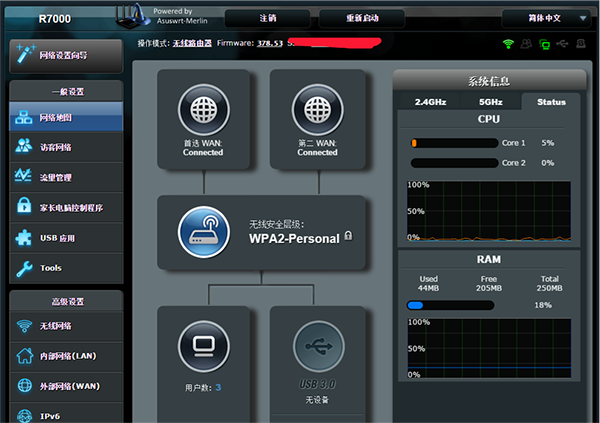 R7000
Powered by
Asuswrt-Merlin
注销
重新启动
简体中文
操作模式: 无线路由器 Firmware: 378.53
网络设置向导
一般设置
网络地图
访客网络
流量管理
家长电脑控制程序
USB 应用
Tools
高级设置
无线网络
内部网络(LAN)
外部网络(WAN)
IPv6
首选 WAN:
Connected
第二 WAN:
Connected
无线安全层级:
WPA2-Personal
用户数: 3
USB 3.0
无设备
系统信息
2.4GHz 5GHz Status
CPU
Core 1 5%
Core 2 0%
100%
50%
0%
RAM
Used Free Total
44MB 205MB 250MB
18%
100%
50%
0%